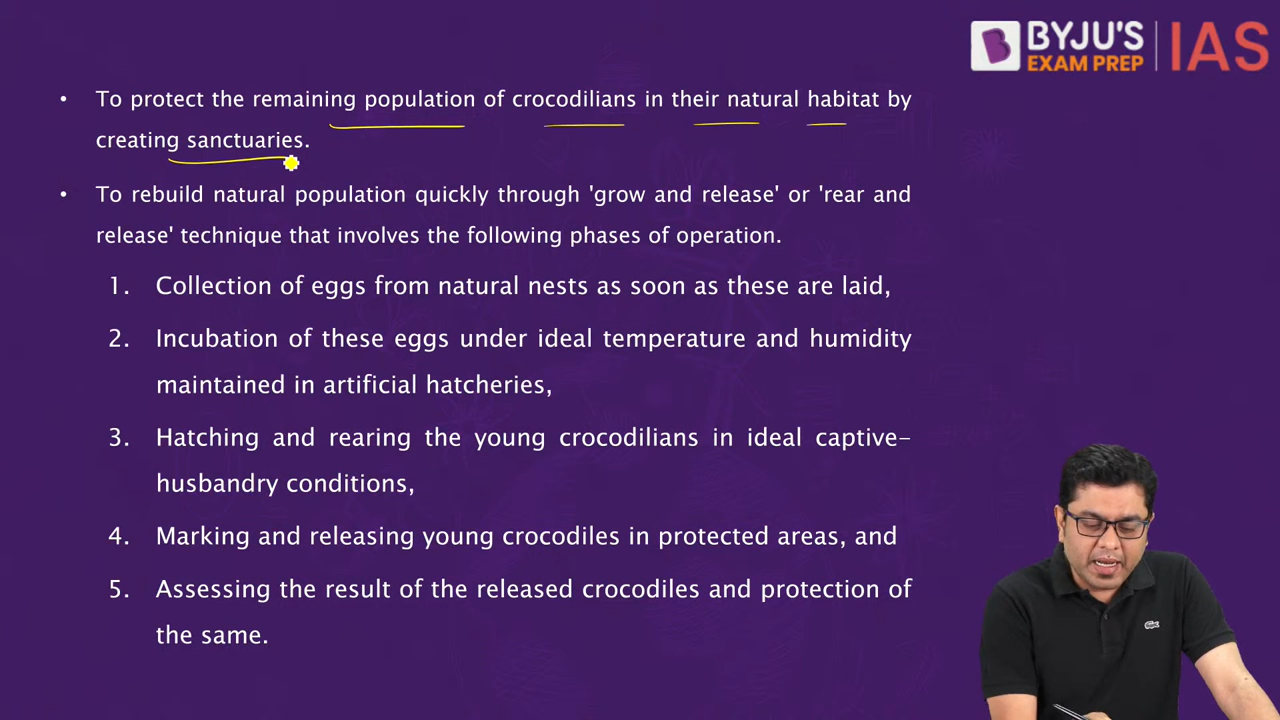 BYJU'S
EXAM PREP
IAS
• To protect the remaining population of crocodilians in their natural habitat by
creating sanctuaries.
• To rebuild natural population quickly through 'grow and release' or 'rear and
release' technique that involves the following phases of operation.
1. Collection of eggs from natural nests as soon as these are laid,
2. Incubation of these eggs under ideal temperature and humidity
maintained in artificial hatcheries,
3. Hatching and rearing the young crocodilians in ideal captive-
husbandry conditions,
4. Marking and releasing young crocodiles in protected areas, and
5. Assessing the result of the released crocodiles and protection of
the same.